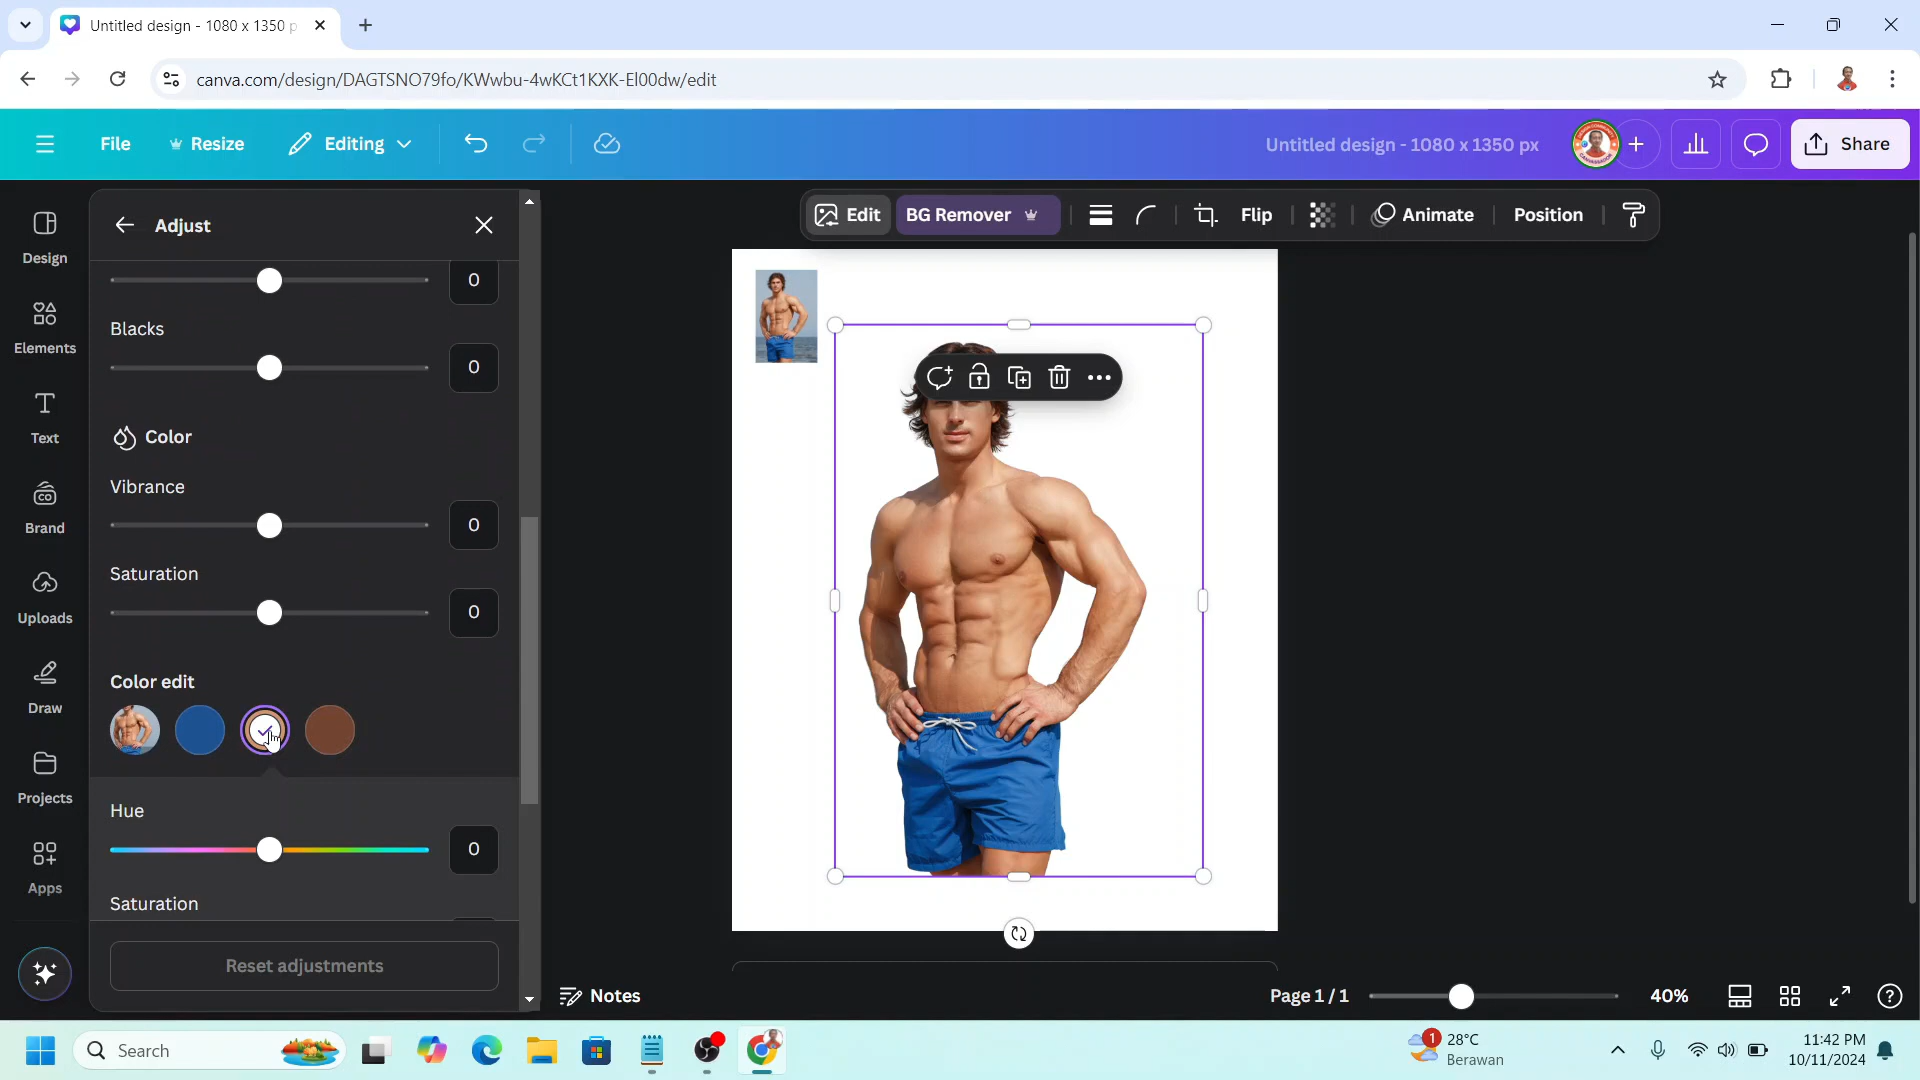 Untitled design - 1080 x 1350 p
canva.com/design/DAGTSNO79fo/KWwbu-4wKCt1KXK-El00dw/edit
File
Resize
Editing
Untitled design - 1080 x 1350 px
Share
Design
Elements
Text
Brand
Uploads
Draw
Projects
Apps
Adjust
0
Blacks
0
Color
Vibrance
0
Saturation
0
Color edit
Hue
0
Saturation
Reset adjustments
Edit
BG Remover
Flip
Animate
Position
Notes
Page 1 / 1
40%
Search
1
28°C
Berawan
11:42 PM
10/11/2024